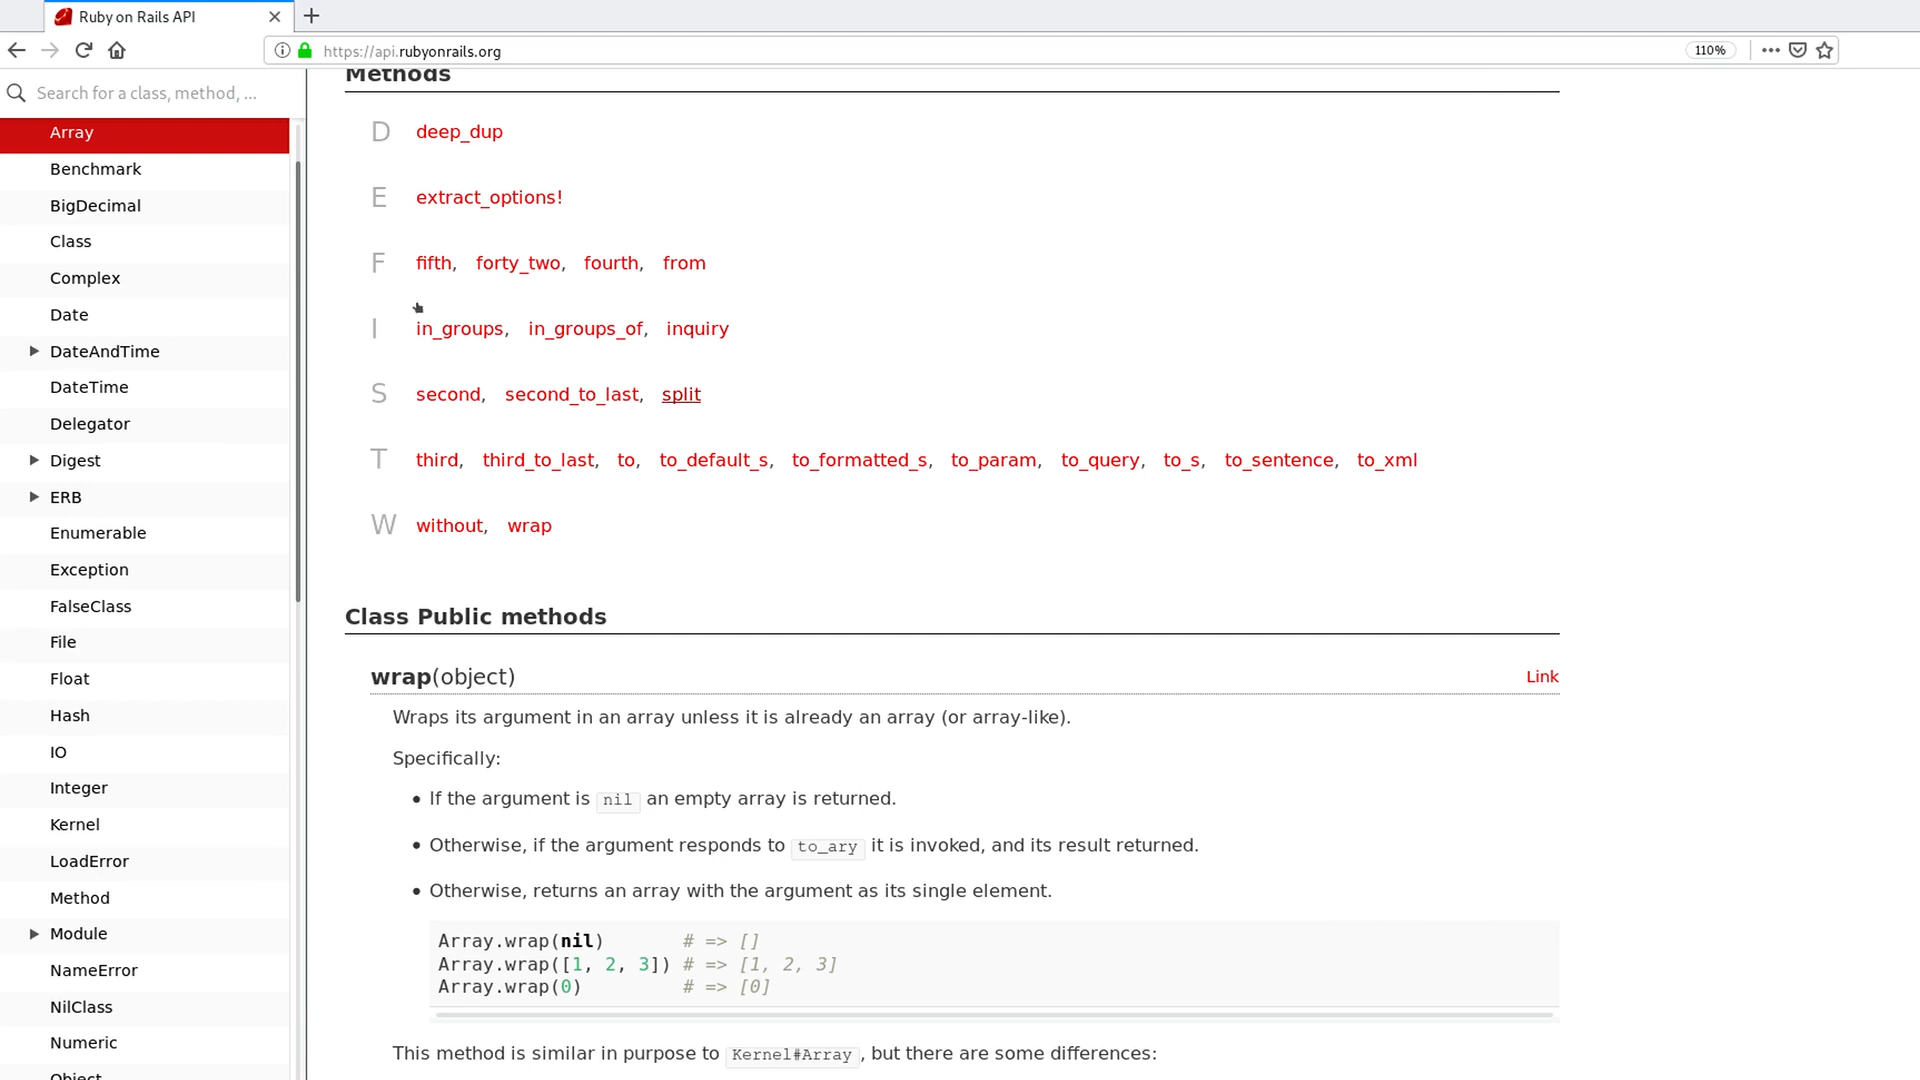 Ruby on Rails API
https://api.rubyonrails.org
110%
Search for a class, method, ...
Array
Benchmark
BigDecimal
Class
Complex
Date
DateAndTime
DateTime
Delegator
Digest
ERB
Enumerable
Exception
FalseClass
File
Float
Hash
IO
Integer
Kernel
LoadError
Method
Module
NameError
NilClass
Numeric
Object
Methods
D deep_dup
E extract_options!
F fifth, forty_two, fourth, from
I in_groups, in_groups_of, inquiry
S second, second_to_last, split
T third, third_to_last, to, to_default_s, to_formatted_s, to_param, to_query, to_s, to_sentence, to_xml
W without, wrap
Class Public methods
wrap(object) Link
Wraps its argument in an array unless it is already an array (or array-like).
Specifically:
• If the argument is nil an empty array is returned.
• Otherwise, if the argument responds to to_ary it is invoked, and its result returned.
• Otherwise, returns an array with the argument as its single element.
Array.wrap(nil) # => []
Array.wrap([1, 2, 3]) # => [1, 2, 3]
Array.wrap(0) # => [0]
This method is similar in purpose to Kernel#Array, but there are some differences: